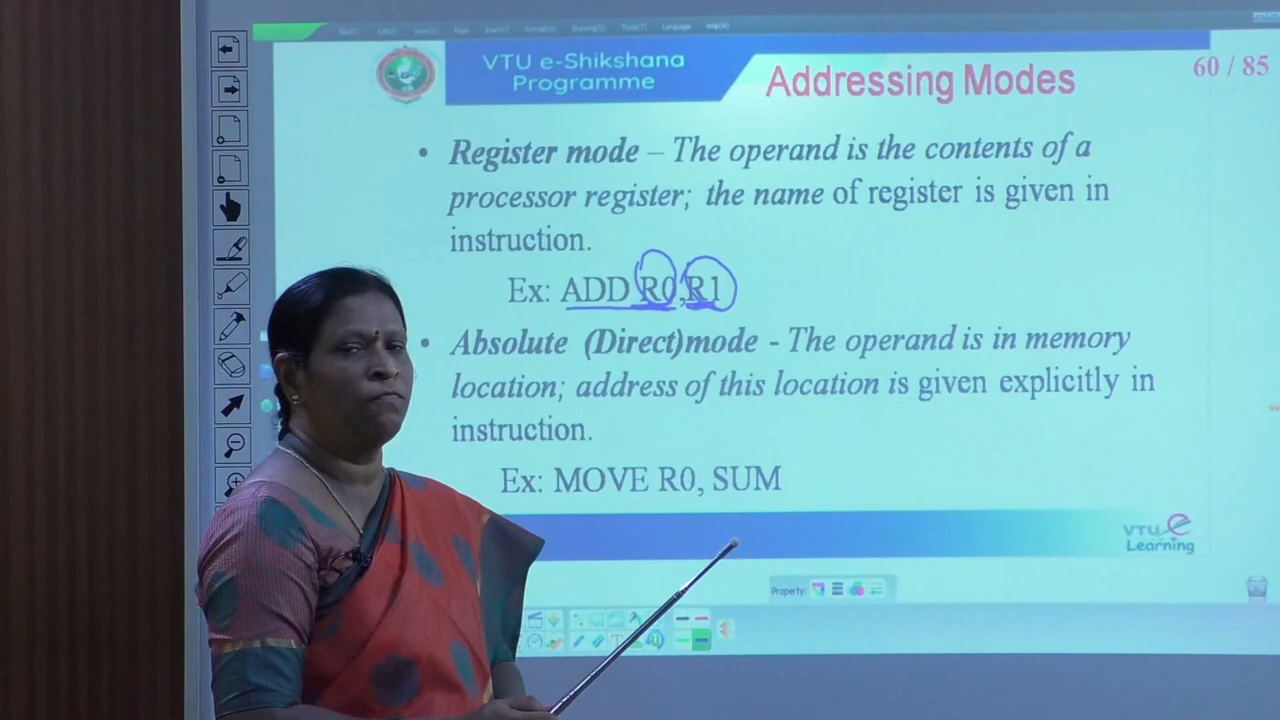 VTU e-Shikshana
Programme
Addressing Modes
60 / 85
• Register mode – The operand is the contents of a
processor register; the name of register is given in
instruction.
Ex: ADD R0,R1
• Absolute (Direct)mode - The operand is in memory
location; address of this location is given explicitly in
instruction.
Ex: MOVE R0, SUM
VTU e
Learning
Property: